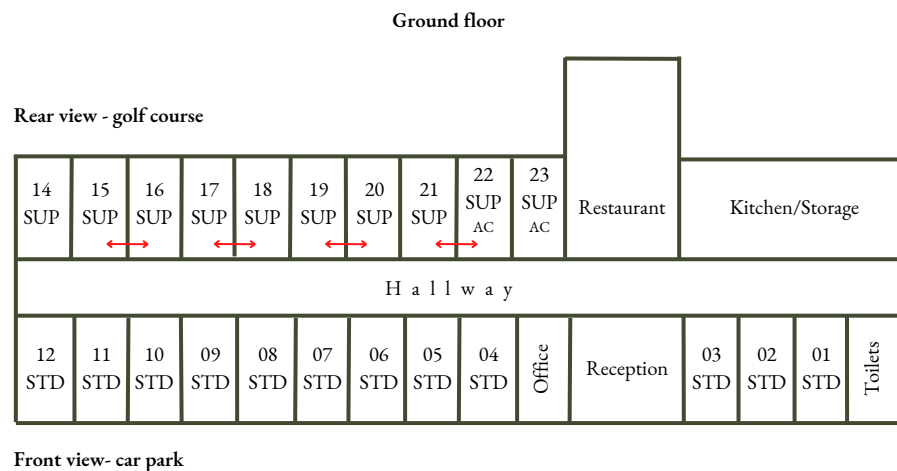 Ground floor
Rear view - golf course
14 15 16 17 18 19 20 21 22 23
SUP SUP SUP SUP SUP SUP SUP SUP SUP SUP
AC AC
Restaurant
Kitchen/Storage
Hallway
12 11 10 09 08 07 06 05 04
STD STD STD STD STD STD STD STD STD
Office
Reception
03 02 01
STD STD STD
Toilets
Front view- car park